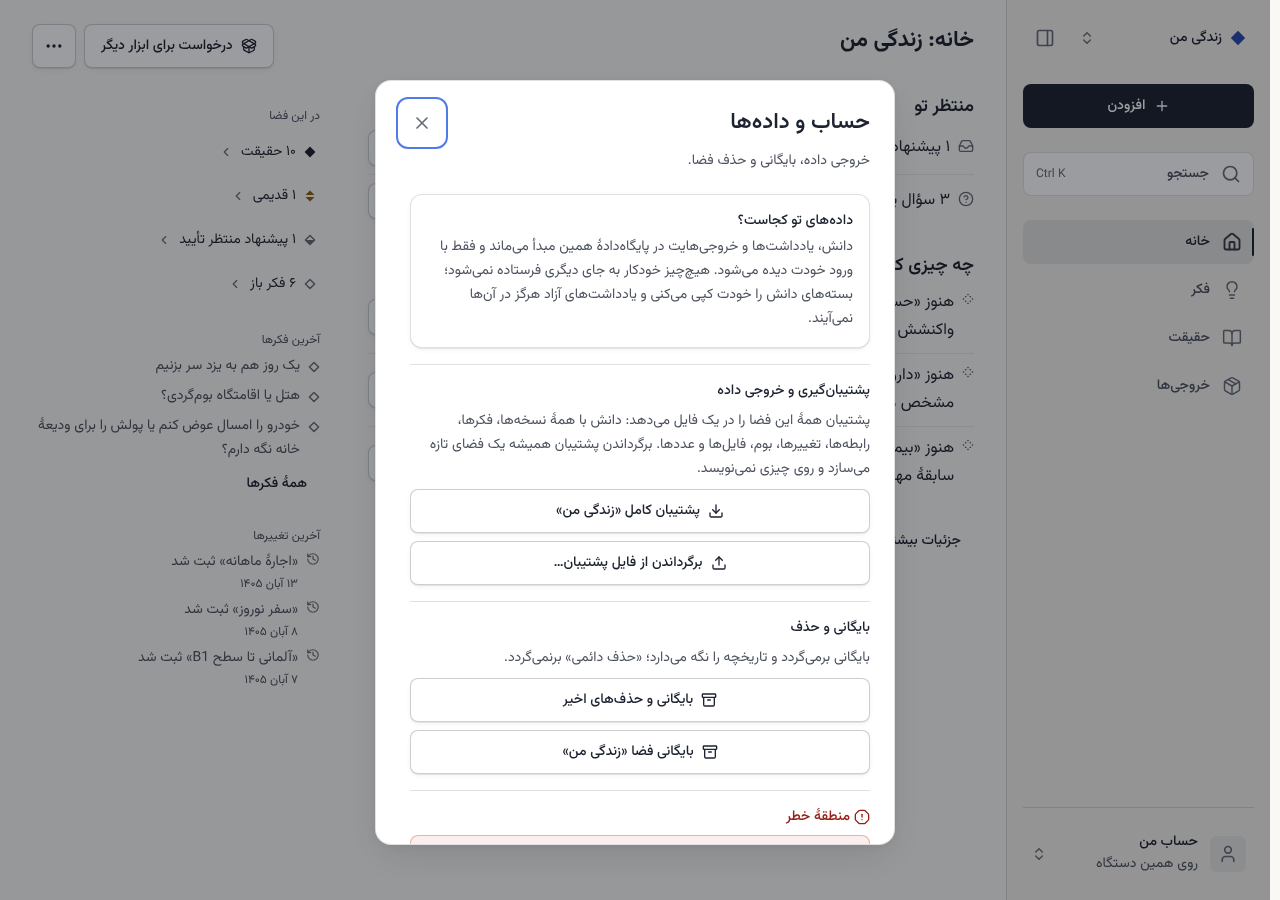 زندگی من
افزودن
جستجو
Ctrl K
خانه
فکر
حقیقت
خروجی‌ها
حساب من
روی همین دستگاه
خانه: زندگی من
درخواست برای ابزار دیگر
منتظر تو
۱ پیشنهاد
۳ سؤال
چه چیزی
هنوز
واکنشش
هنوز
مشخص
هنوز
سابقهٔ
جزئیات
حساب و داده‌ها
خروجی داده، بایگانی و حذف فضا.
داده‌های تو کجاست؟
دانش، یادداشت‌ها و خروجی‌هایت در پایگاه‌دادهٔ همین مبدأ می‌ماند و فقط با
ورود خودت دیده می‌شود. هیچ‌چیز خودکار به جای دیگری فرستاده نمی‌شود؛
بسته‌های دانش را خودت کپی می‌کنی و یادداشت‌های آزاد هرگز در آن‌ها
نمی‌آیند.
پشتیبان‌گیری و خروجی داده
پشتیبان همهٔ این فضا را در یک فایل می‌دهد: دانش با همهٔ نسخه‌ها، فکرها،
رابطه‌ها، تغییرها، بوم، فایل‌ها و عددها. برگرداندن پشتیبان همیشه یک فضای تازه
می‌سازد و روی چیزی نمی‌نویسد.
پشتیبان کامل «زندگی من»
برگرداندن از فایل پشتیبان…
بایگانی و حذف
بایگانی برمی‌گردد و تاریخچه را نگه می‌دارد؛ «حذف دائمی» برنمی‌گردد.
بایگانی و حذف‌های اخیر
بایگانی فضا «زندگی من»
منطقهٔ خطر
در این فضا
۱۰ حقیقت
۱ قدیمی
۱ پیشنهاد منتظر تأیید
۶ فکر باز
آخرین فکرها
یک روز هم به یزد سر بزنیم
هتل یا اقامتگاه بوم‌گردی؟
خودرو را امسال عوض کنم یا پولش را برای ودیعهٔ
خانه نگه دارم؟
همهٔ فکرها
آخرین تغییرها
«اجارهٔ ماهانه» ثبت شد
۱۳ آبان ۱۴۰۵
«سفر نوروز» ثبت شد
۸ آبان ۱۴۰۵
«آلمانی تا سطح B1» ثبت شد
۷ آبان ۱۴۰۵